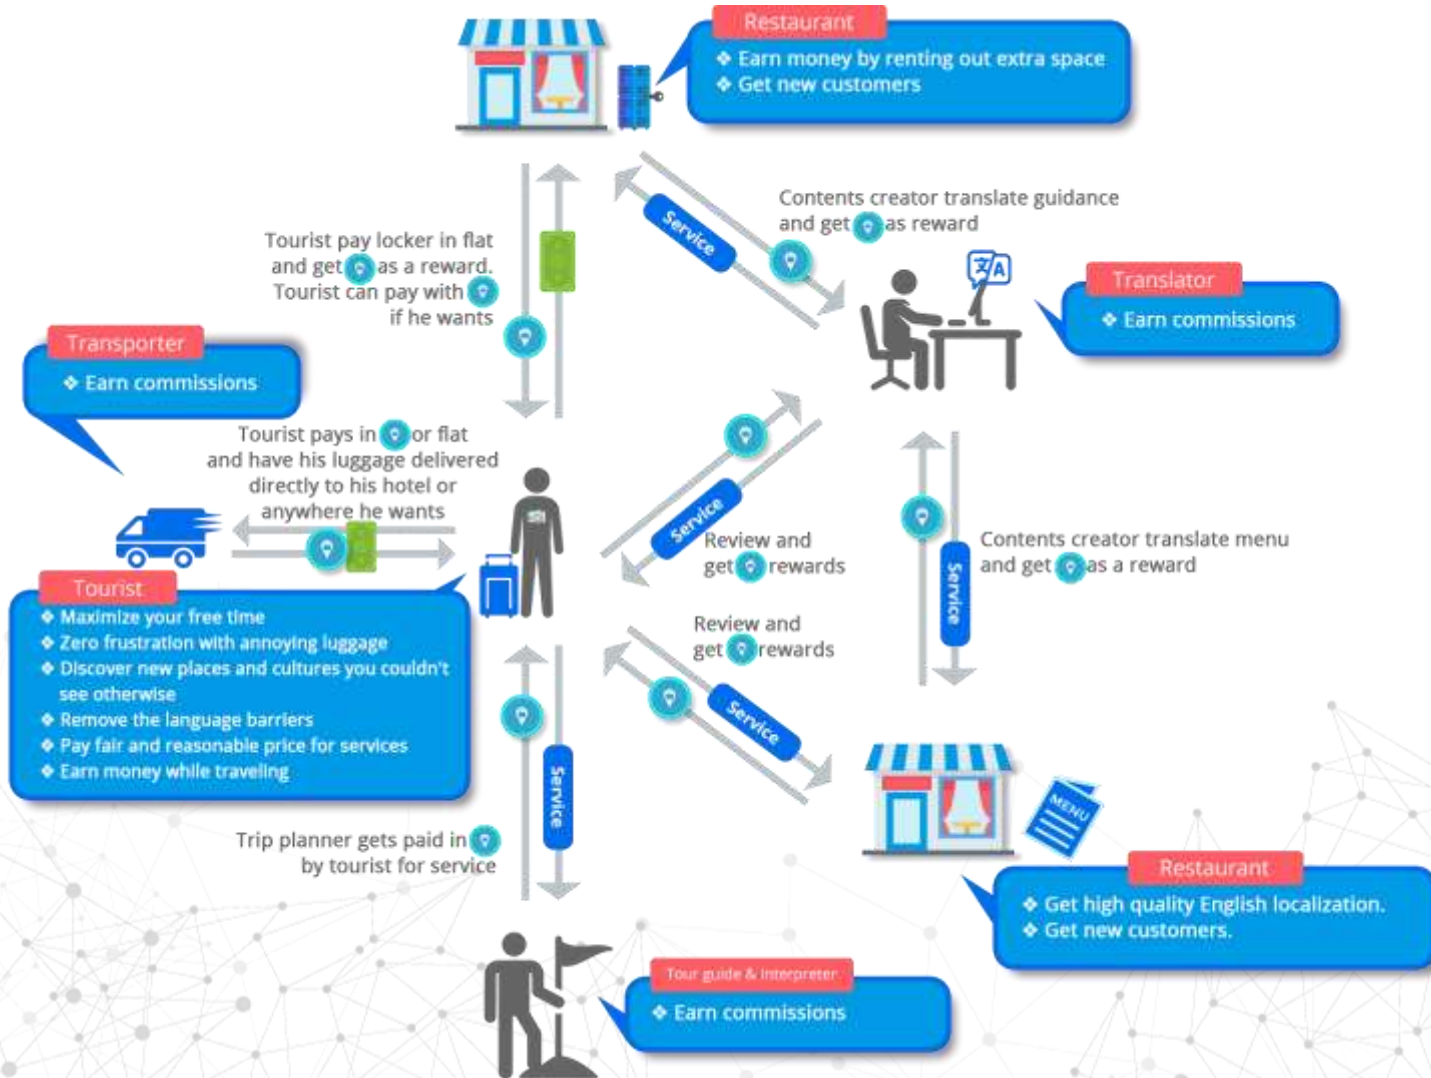 Restaurant
❖ Earn money by renting out extra space
❖ Get new customers
Contents creator translate guidance
and get as reward
Service
Tourist pay locker in flat
and get as a reward.
Tourist can pay with
if he wants
文A
Translator
❖ Earn commissions
Transporter
❖ Earn commissions
Tourist pays in or flat
and have his luggage delivered
directly to his hotel or
anywhere he wants
Service
Review and
get rewards
Contents creator translate menu
and get as a reward
Service
Tourist
❖ Maximize your free time
❖ Zero frustration with annoying luggage
❖ Discover new places and cultures you couldn't
see otherwise
❖ Remove the language barriers
❖ Pay fair and reasonable price for services
❖ Earn money while traveling
Review and
get rewards
Service
Service
Trip planner gets paid in
by tourist for service
MENU
Restaurant
❖ Get high quality English localization.
❖ Get new customers.
Tour guide & interpreter
❖ Earn commissions